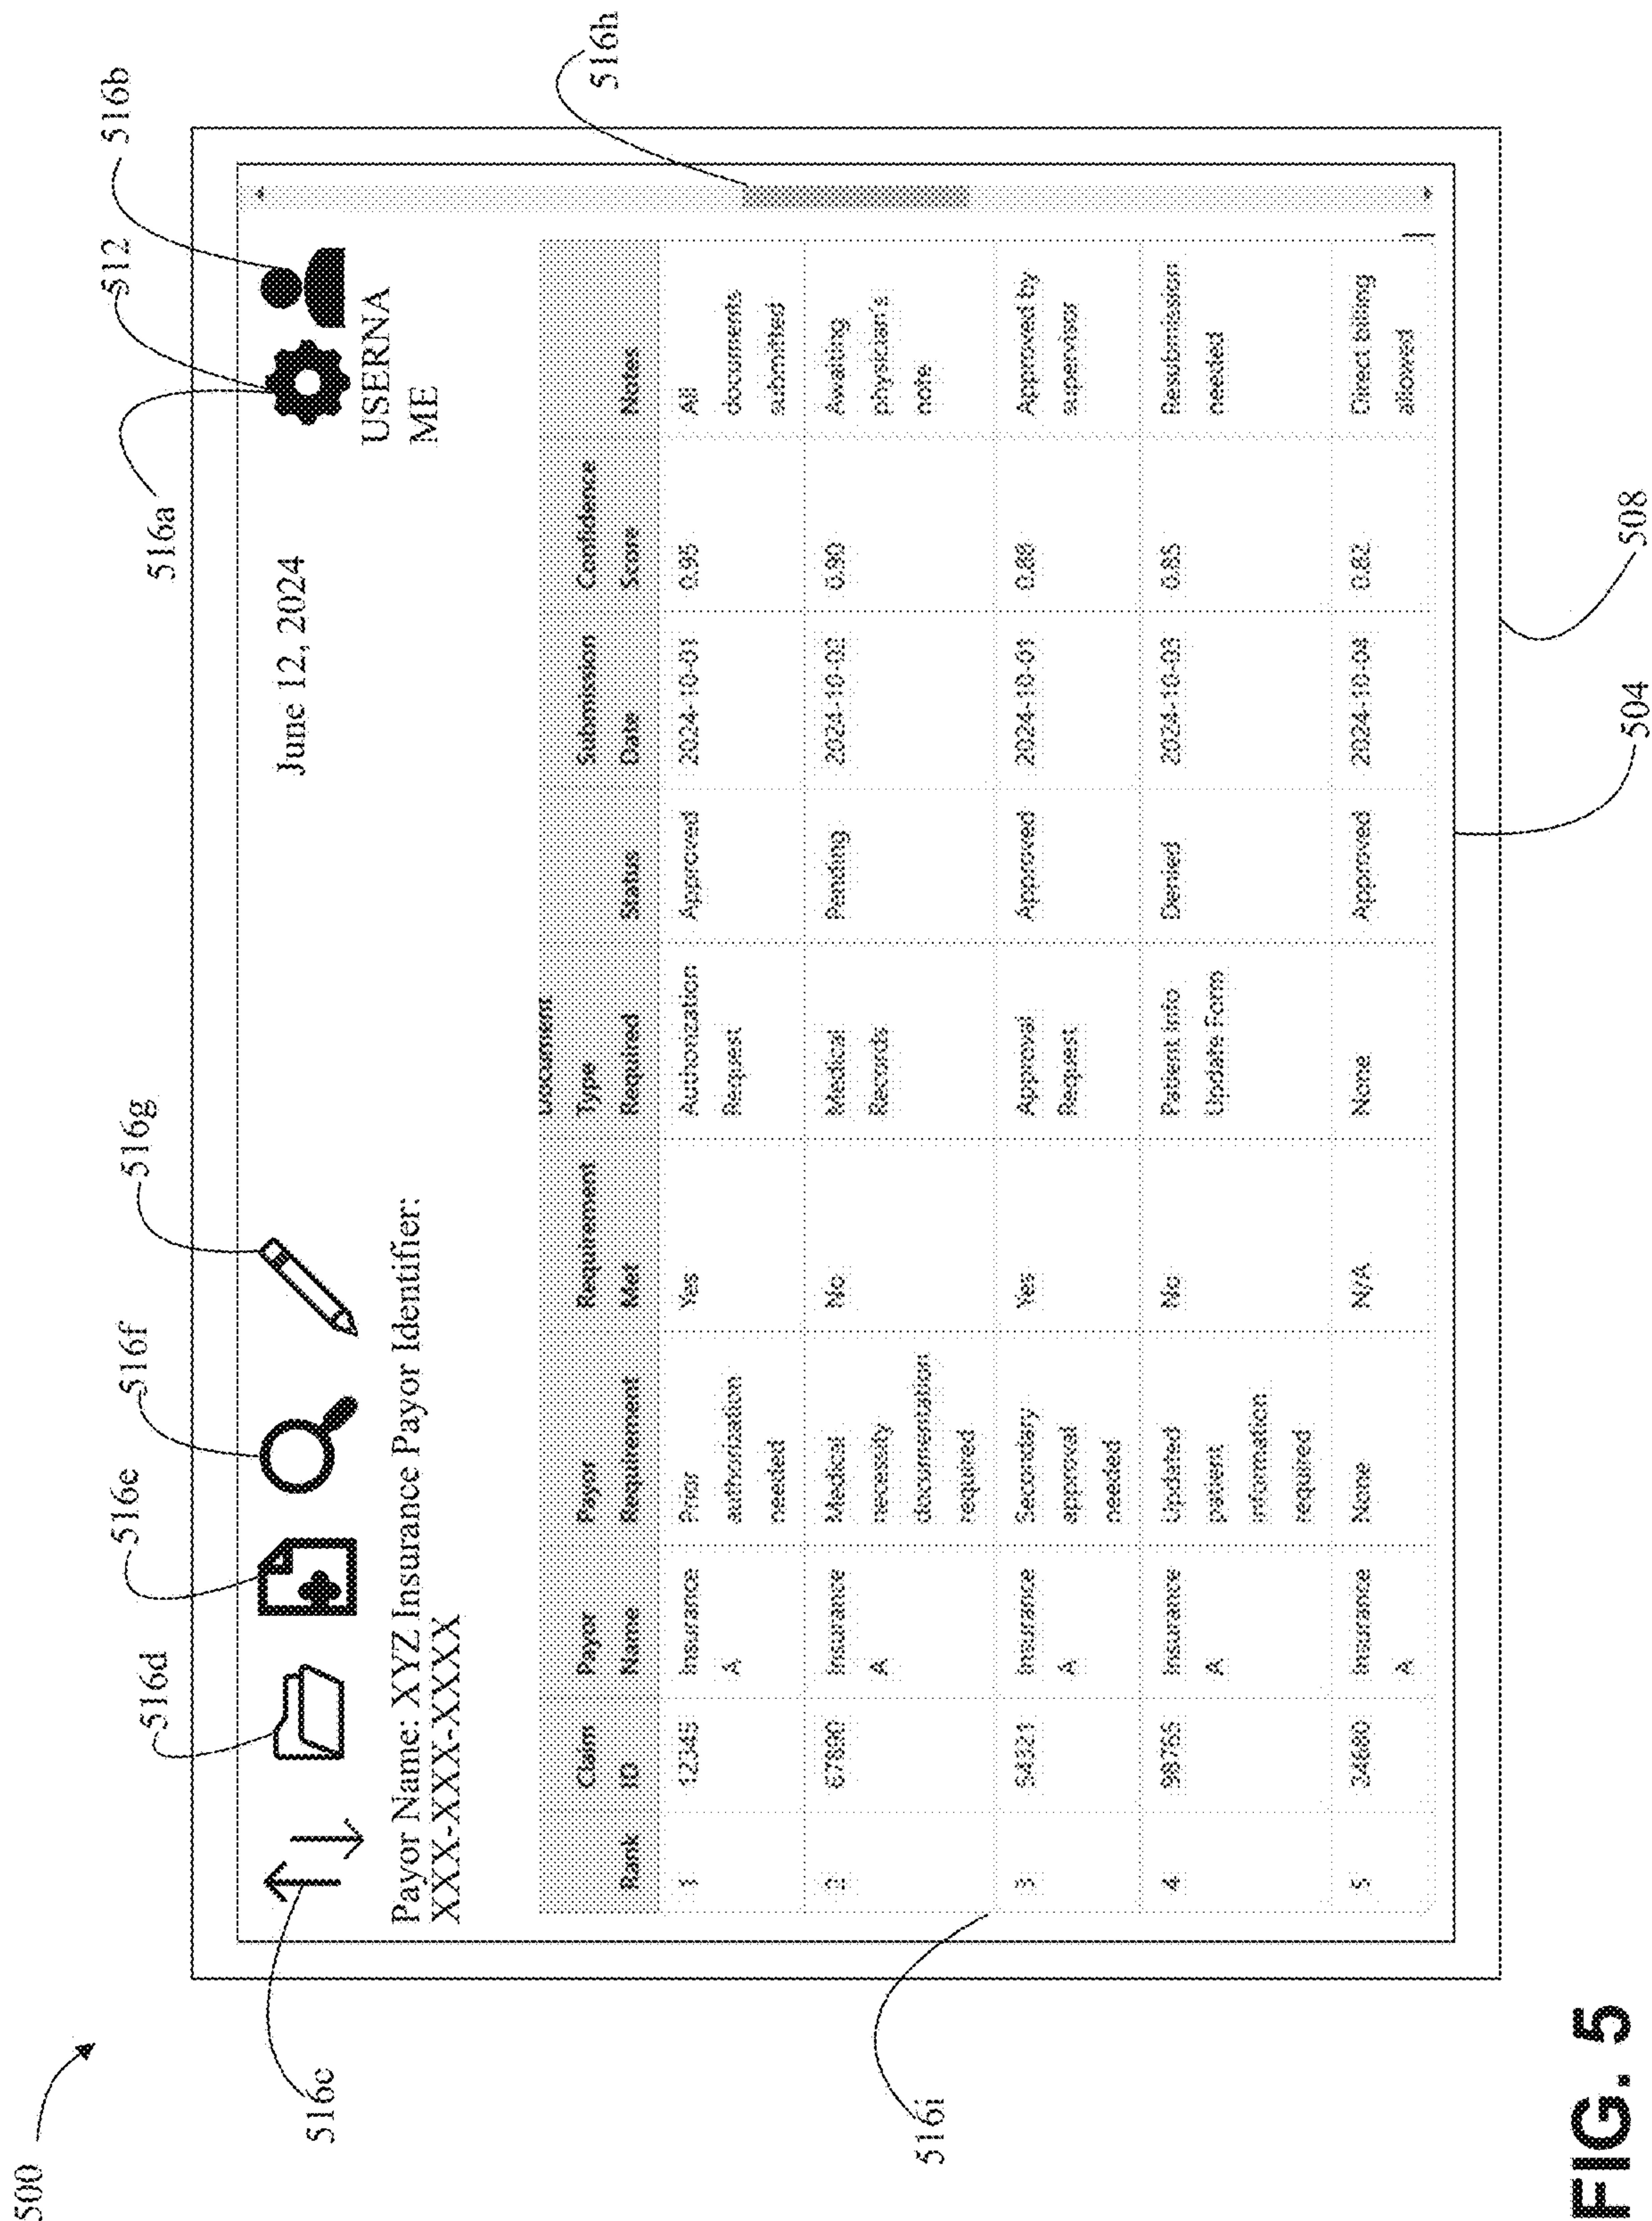 500
516c
516d
516e
516f
516g
516a
512
516b
516h
June 12, 2024
USERNA
ME
Payor Name: XYZ Insurance Payor Identifier:
XXX-XXX-XXX-XXXX
Rank
Claim
ID
Payor
Name
Payor
Requirement
Requirement
Met
Document
Type
Required
Status
Submission
Date
Confidence
Score
Notes
1
12345
Insurance
A
Prior
authorization
needed
Yes
Authorization
Request
Approved
2024-10-01
0.95
All
documents
submitted
2
67890
Insurance
A
Medical
necessity
documentation
required
No
Medical
Records
Pending
2024-10-02
0.90
Awaiting
physician's
note
3
54321
Insurance
A
Secondary
approval
needed
Yes
Approval
Request
Approved
2024-10-01
0.88
Approved by
supervisor
4
98765
Insurance
A
Updated
patient
information
required
No
Patient Info
Update Form
Denied
2024-10-03
0.85
Resubmission
needed
5
24680
Insurance
A
None
N/A
None
Approved
2024-10-04
0.82
Direct billing
allowed
516i
504
508
FIG. 5